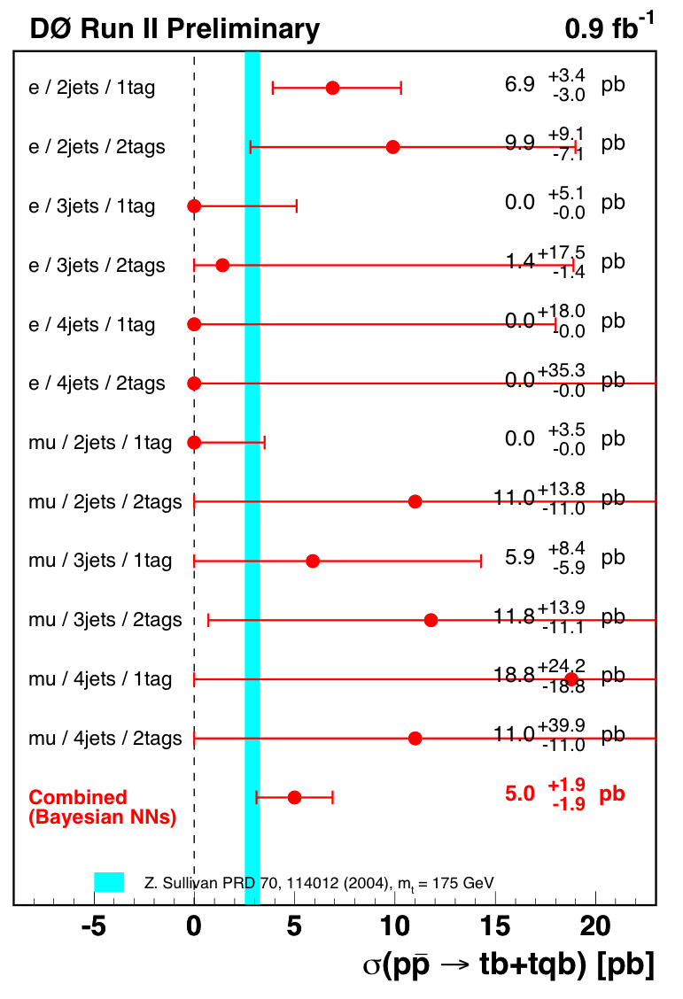 DØ Run II Preliminary 0.9 fb⁻¹
e / 2jets / 1tag 6.9 +3.4 -3.0 pb
e / 2jets / 2tags 9.9 +9.1 -7.1 pb
e / 3jets / 1tag 0.0 +5.1 -0.0 pb
e / 3jets / 2tags 1.4 +17.5 -1.4 pb
e / 4jets / 1tag 0.0 +18.0 -0.0 pb
e / 4jets / 2tags 0.0 +35.3 -0.0 pb
mu / 2jets / 1tag 0.0 +3.5 -0.0 pb
mu / 2jets / 2tags 11.0 +13.8 -11.0 pb
mu / 3jets / 1tag 5.9 +8.4 -5.9 pb
mu / 3jets / 2tags 11.8 +13.9 -11.1 pb
mu / 4jets / 1tag 18.8 +24.2 -18.8 pb
mu / 4jets / 2tags 11.0 +39.9 -11.0 pb
Combined 5.0 +1.9 -1.9 pb
(Bayesian NNs)
Z. Sullivan PRD 70, 114012 (2004), mₜ = 175 GeV
-5 0 5 10 15 20
σ(pp̄ → tb+tqb) [pb]